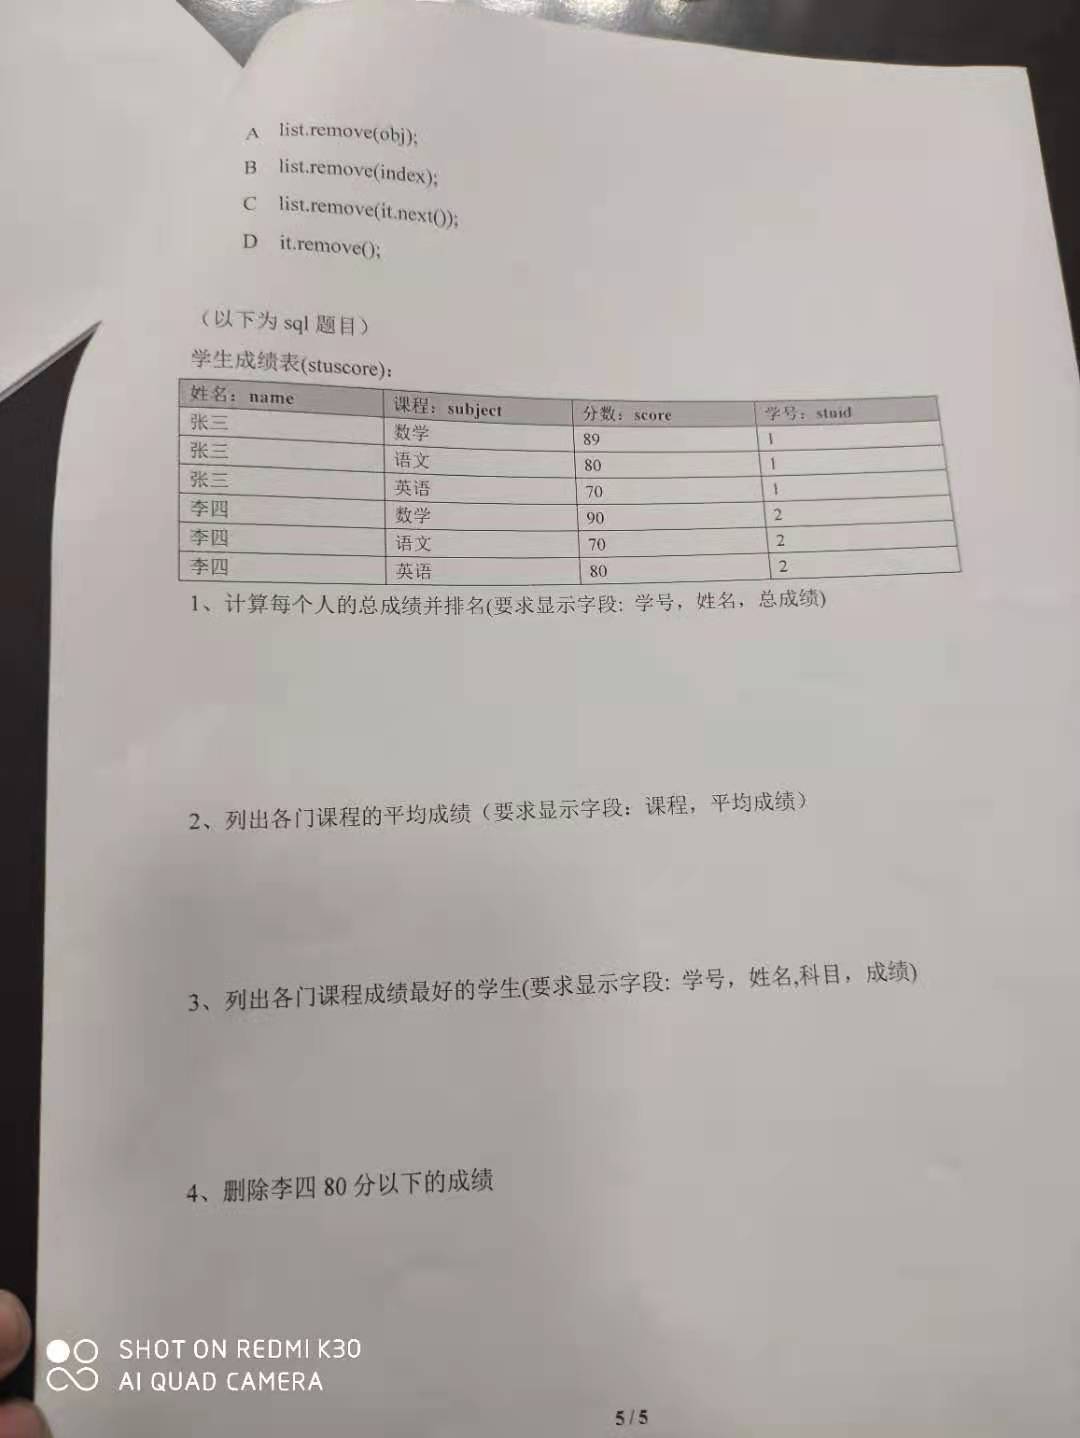 A list.remove(obj);
B list.remove(index);
C list.remove(it.next());
D it.remove();
（以下为 sql 题目）
学生成绩表(stuscore)：
姓名：name 课程：subject 分数：score 学号：stuid
张三 数学 89 1
张三 语文 80 1
张三 英语 70 1
李四 数学 90 2
李四 语文 70 2
李四 英语 80 2
1、计算每个人的总成绩并排名(要求显示字段: 学号，姓名，总成绩)
2、列出各门课程的平均成绩（要求显示字段：课程，平均成绩）
3、列出各门课程成绩最好的学生(要求显示字段: 学号，姓名,科目，成绩)
4、删除李四 80 分以下的成绩
SHOT ON REDMI K30
AI QUAD CAMERA
5 / 5